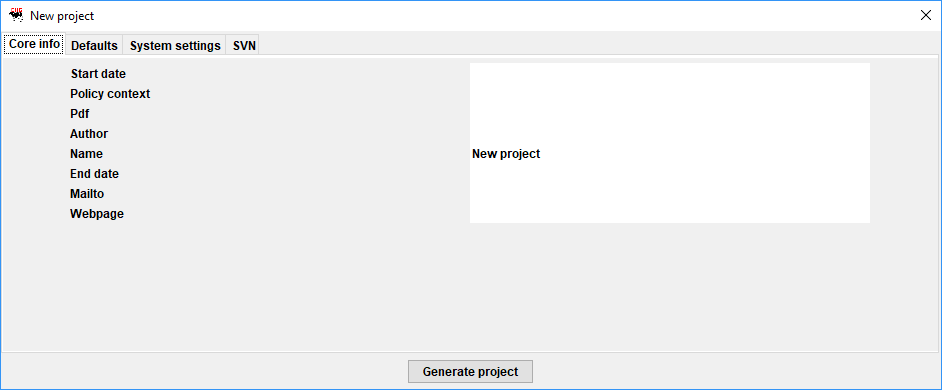 New project
Core info Defaults System settings SVN
Start date
Policy context
Pdf
Author
Name New project
End date
Mailto
Webpage
Generate project